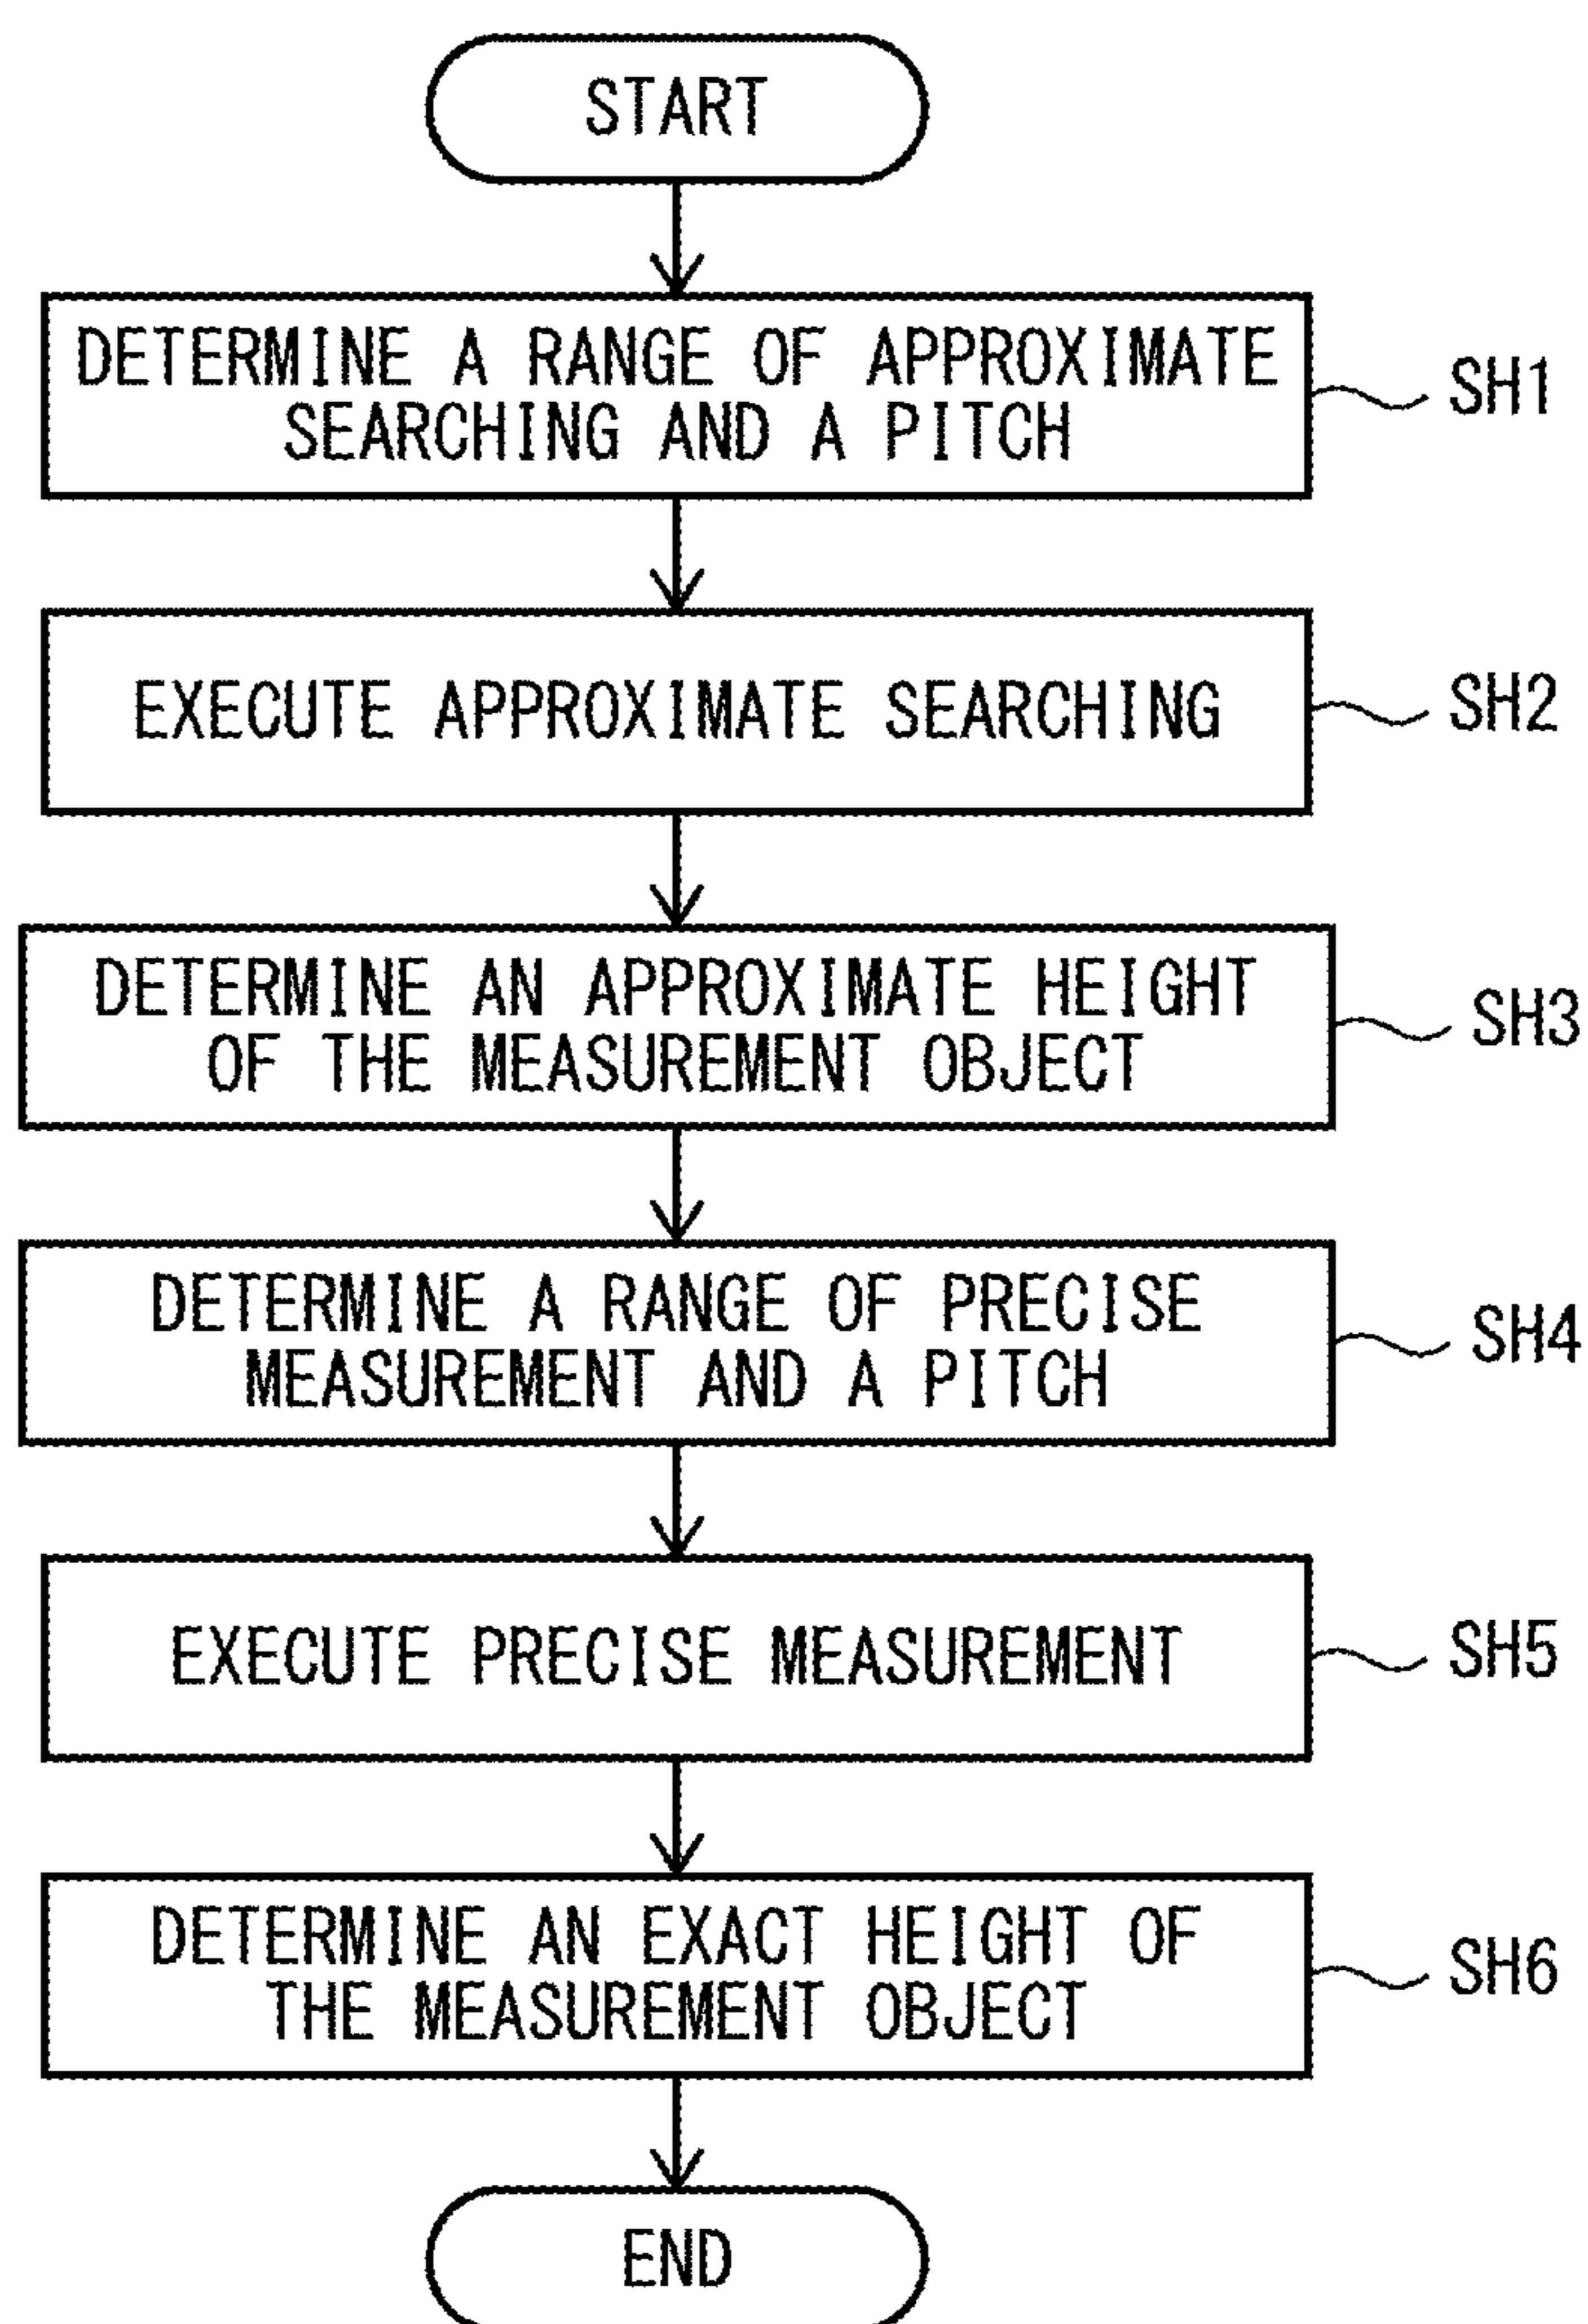 START
DETERMINE A RANGE OF APPROXIMATE
SEARCHING AND A PITCH
SH1
EXECUTE APPROXIMATE SEARCHING
SH2
DETERMINE AN APPROXIMATE HEIGHT
OF THE MEASUREMENT OBJECT
SH3
DETERMINE A RANGE OF PRECISE
MEASUREMENT AND A PITCH
SH4
EXECUTE PRECISE MEASUREMENT
SH5
DETERMINE AN EXACT HEIGHT OF
THE MEASUREMENT OBJECT
SH6
END